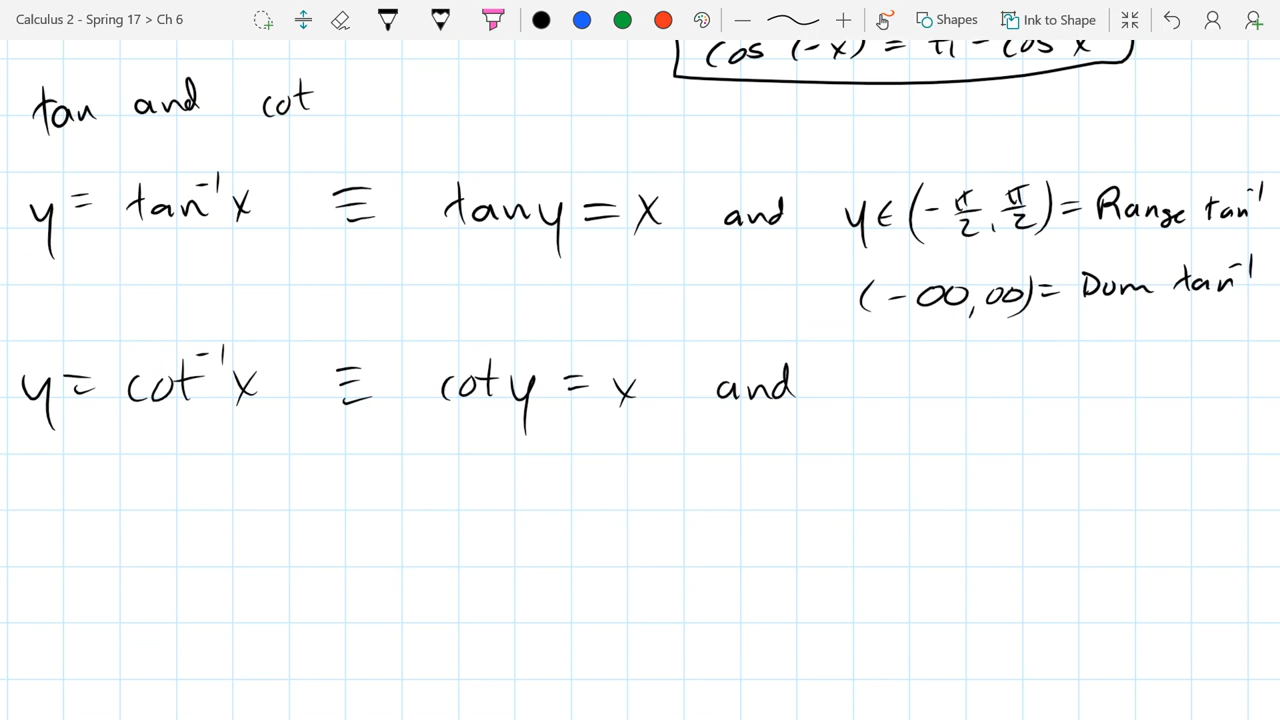 Calculus 2 - Spring 17 > Ch 6
Shapes
Ink to Shape
cos (-x) = π - cos x
tan and cot
y = tan⁻¹x ≡ tan y = x and y ∈ (-π/2, π/2) = Range tan⁻¹
(-∞, ∞) = Dom tan⁻¹
y = cot⁻¹x ≡ cot y = x and